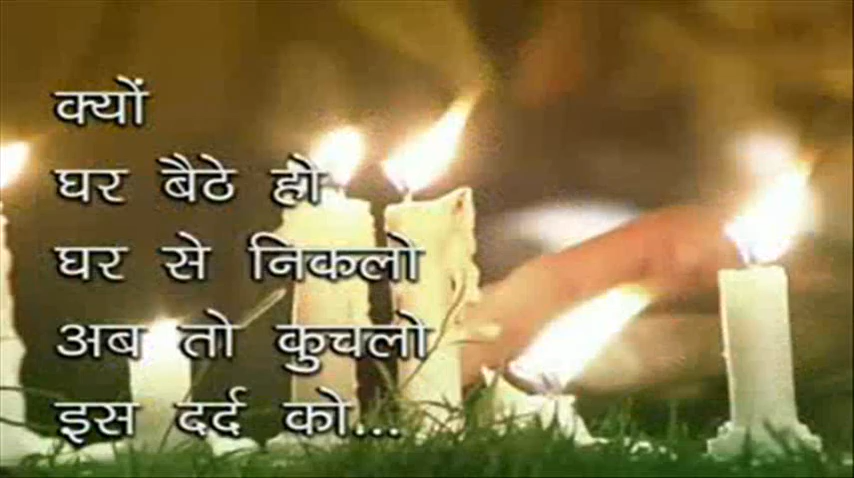 क्यों
घर बैठे हो
घर से निकलो
अब तो कुचलो
इस दर्द को...